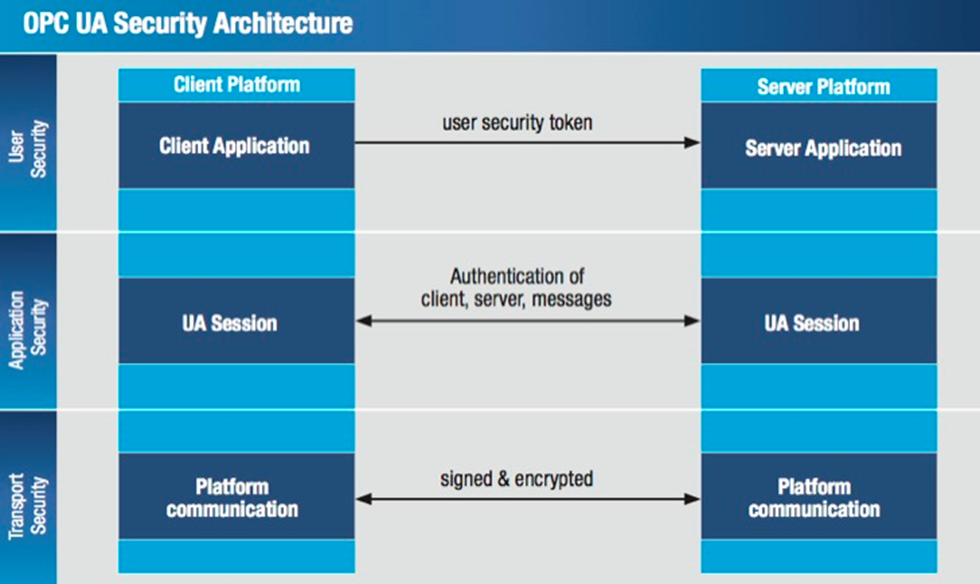 OPC UA Security Architecture
User
Security
Client Platform
Client Application
user security token
Server Platform
Server Application
Application
Security
UA Session
Authentication of
client, server, messages
UA Session
Transport
Security
Platform
communication
signed & encrypted
Platform
communication